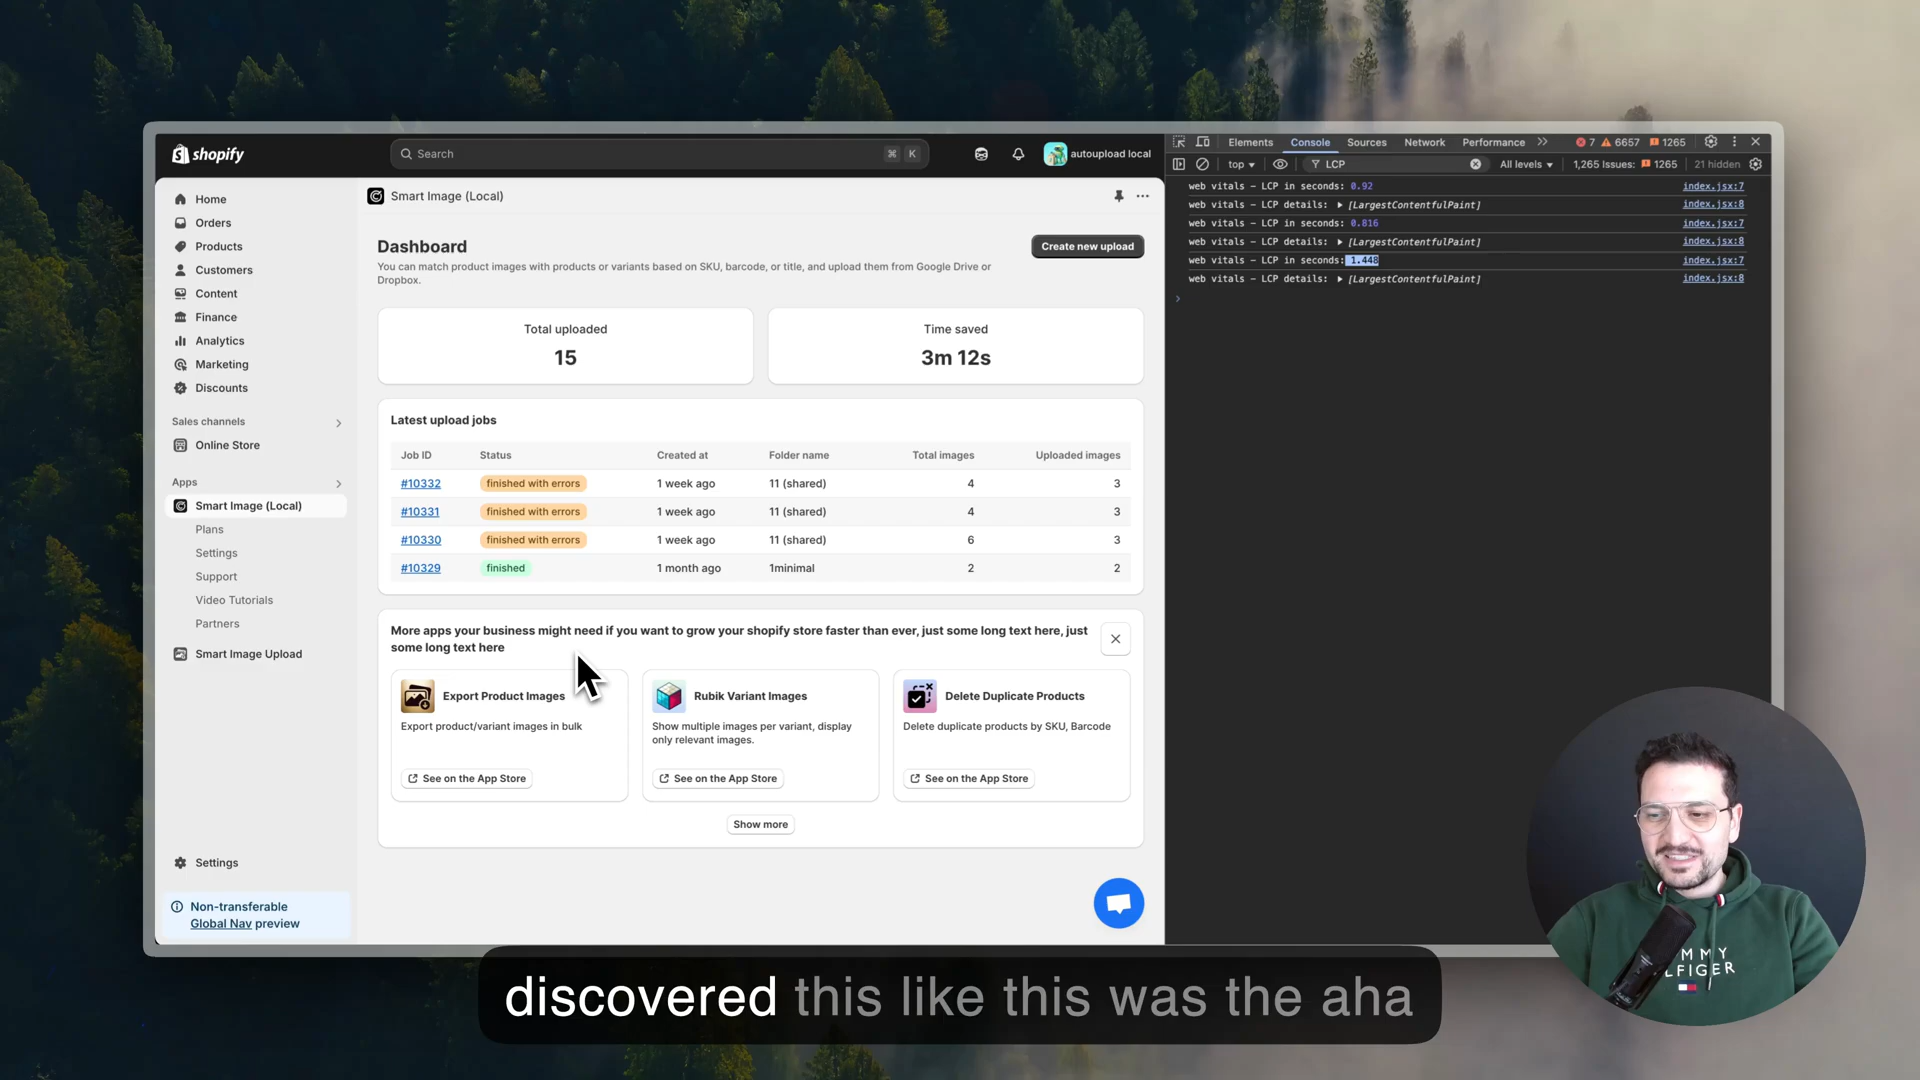 shopify
Search
⌘ K
autoupload local
Home
Orders
Products
Customers
Content
Finance
Analytics
Marketing
Discounts
Sales channels
Online Store
Apps
Smart Image (Local)
Plans
Settings
Support
Video Tutorials
Partners
Smart Image Upload
Settings
Non-transferable
Global Nav preview
Smart Image (Local)
Dashboard
Create new upload
You can match product images with products or variants based on SKU, barcode, or title, and upload them from Google Drive or
Dropbox.
Total uploaded
15
Time saved
3m 12s
Latest upload jobs
Job ID Status Created at Folder name Total images Uploaded images
#10332 finished with errors 1 week ago 11 (shared) 4 3
#10331 finished with errors 1 week ago 11 (shared) 4 3
#10330 finished with errors 1 week ago 11 (shared) 6 3
#10329 finished 1 month ago 1minimal 2 2
More apps your business might need if you want to grow your shopify store faster than ever, just some long text here, just
some long text here
Export Product Images
Export product/variant images in bulk
See on the App Store
Rubik Variant Images
Show multiple images per variant, display
only relevant images.
See on the App Store
Delete Duplicate Products
Delete duplicate products by SKU, Barcode
See on the App Store
Show more
Elements Console Sources Network Performance 7 6657 1265
top LCP All levels 1,265 Issues: 1265 21 hidden
web vitals – LCP in seconds: 0.92 index.jsx:7
web vitals – LCP details: [LargestContentfulPaint] index.jsx:8
web vitals – LCP in seconds: 0.816 index.jsx:7
web vitals – LCP details: [LargestContentfulPaint] index.jsx:8
web vitals – LCP in seconds: 1.448 index.jsx:7
web vitals – LCP details: [LargestContentfulPaint] index.jsx:8
MMY
LFIGER
discovered this like this was the aha